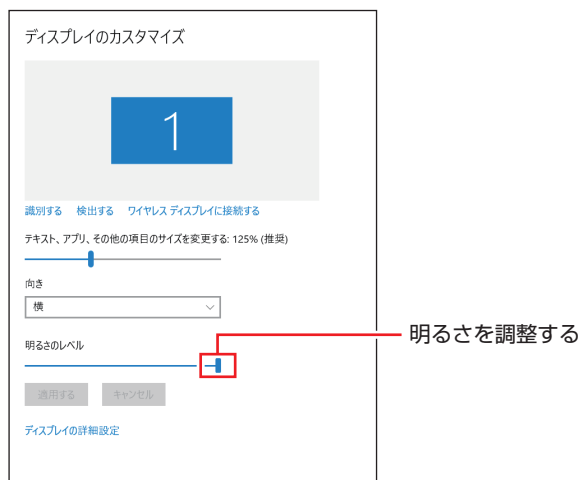 ディスプレイのカスタマイズ
1
識別する 検出する ワイヤレス ディスプレイに接続する
テキスト、アプリ、その他の項目のサイズを変更する: 125% (推奨)
向き
横
明るさのレベル
明るさを調整する
適用する キャンセル
ディスプレイの詳細設定